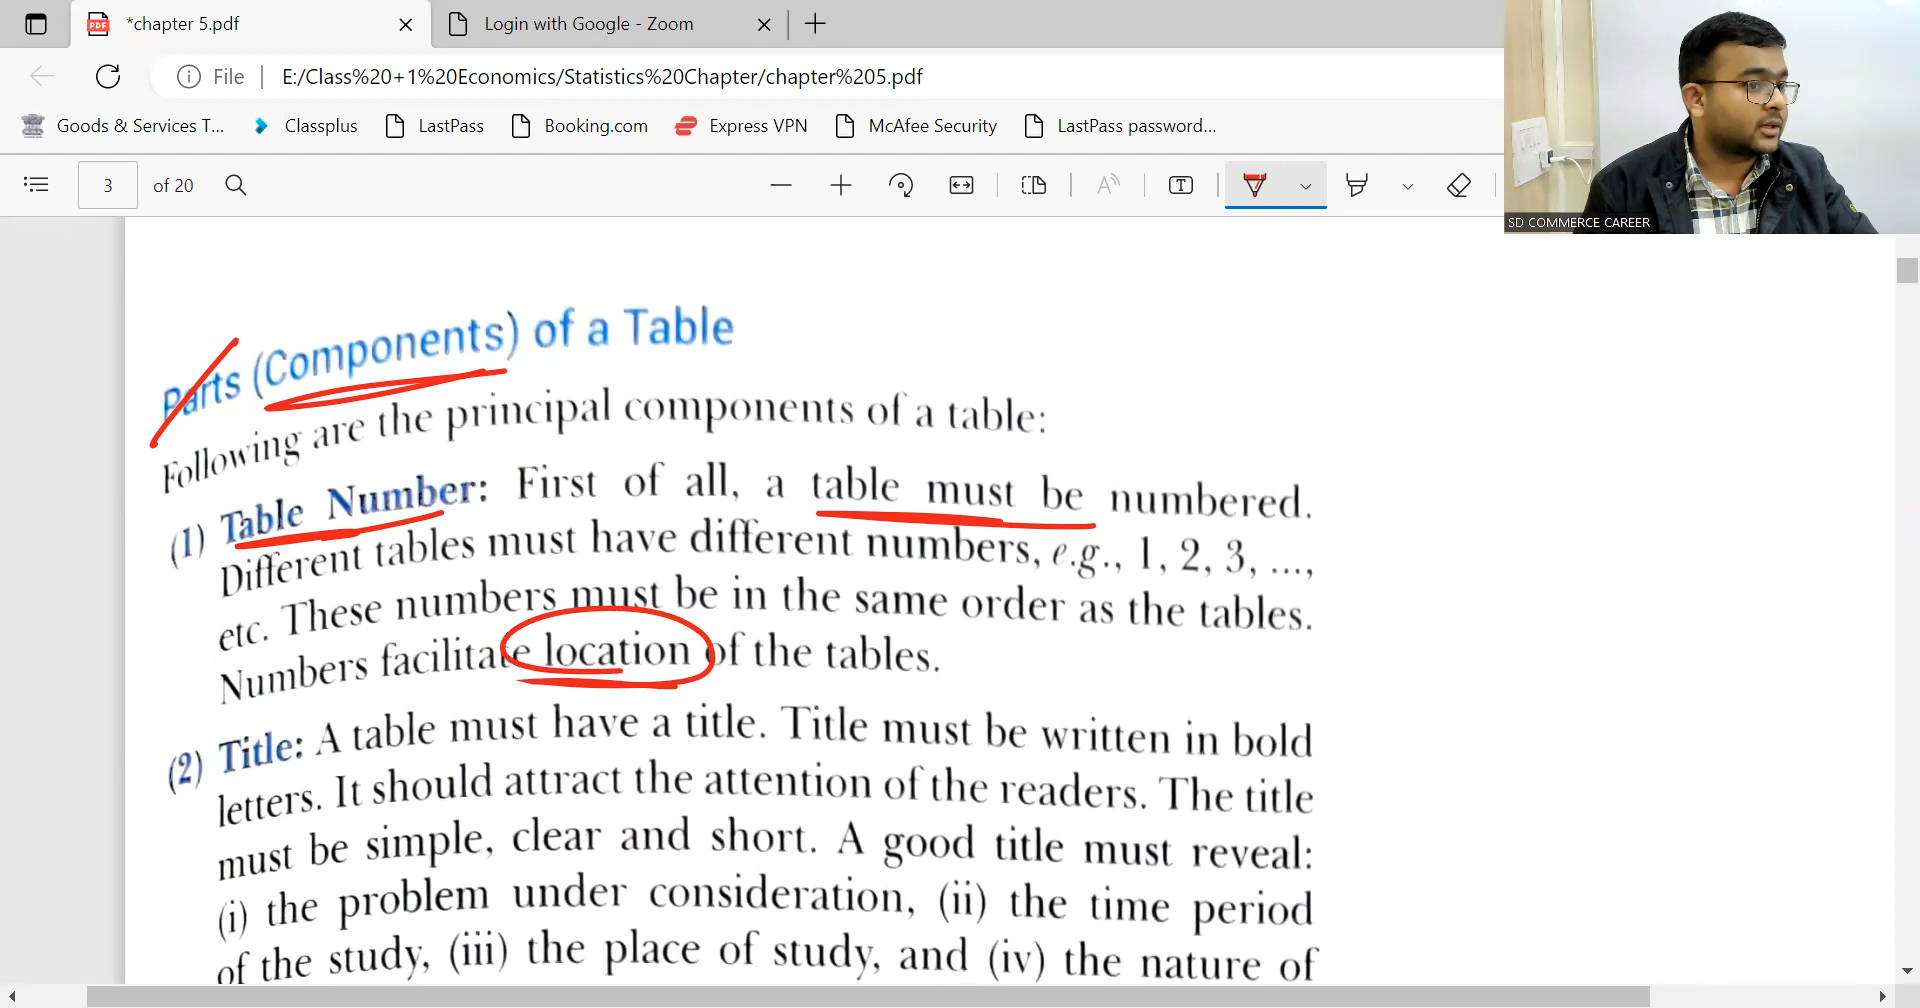 *chapter 5.pdf
Login with Google - Zoom
File
E:/Class%20+1%20Economics/Statistics%20Chapter/chapter%205.pdf
Goods & Services T...
Classplus
LastPass
Booking.com
Express VPN
McAfee Security
LastPass password...
3 of 20
SD COMMERCE CAREER
Parts (Components) of a Table
Following are the principal components of a table:
(1) Table Number: First of all, a table must be numbered.
Different tables must have different numbers, e.g., 1, 2, 3, ...,
etc. These numbers must be in the same order as the tables.
Numbers facilitate location of the tables.
(2) Title: A table must have a title. Title must be written in bold
letters. It should attract the attention of the readers. The title
must be simple, clear and short. A good title must reveal:
(i) the problem under consideration, (ii) the time period
of the study, (iii) the place of study, and (iv) the nature of